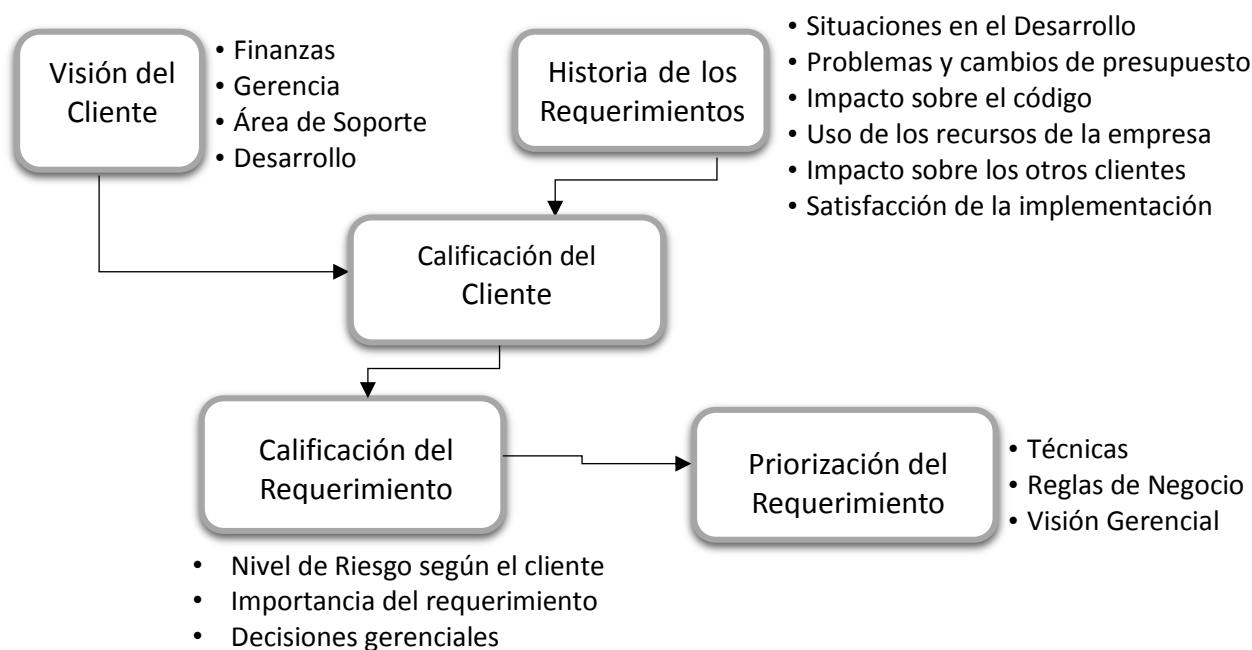 Visión del
Cliente
• Finanzas
• Gerencia
• Área de Soporte
• Desarrollo
Historia de los
Requerimientos
• Situaciones en el Desarrollo
• Problemas y cambios de presupuesto
• Impacto sobre el código
• Uso de los recursos de la empresa
• Impacto sobre los otros clientes
• Satisfacción de la implementación
Calificación del
Cliente
Calificación del
Requerimiento
• Nivel de Riesgo según el cliente
• Importancia del requerimiento
• Decisiones gerenciales
Priorización del
Requerimiento
• Técnicas
• Reglas de Negocio
• Visión Gerencial